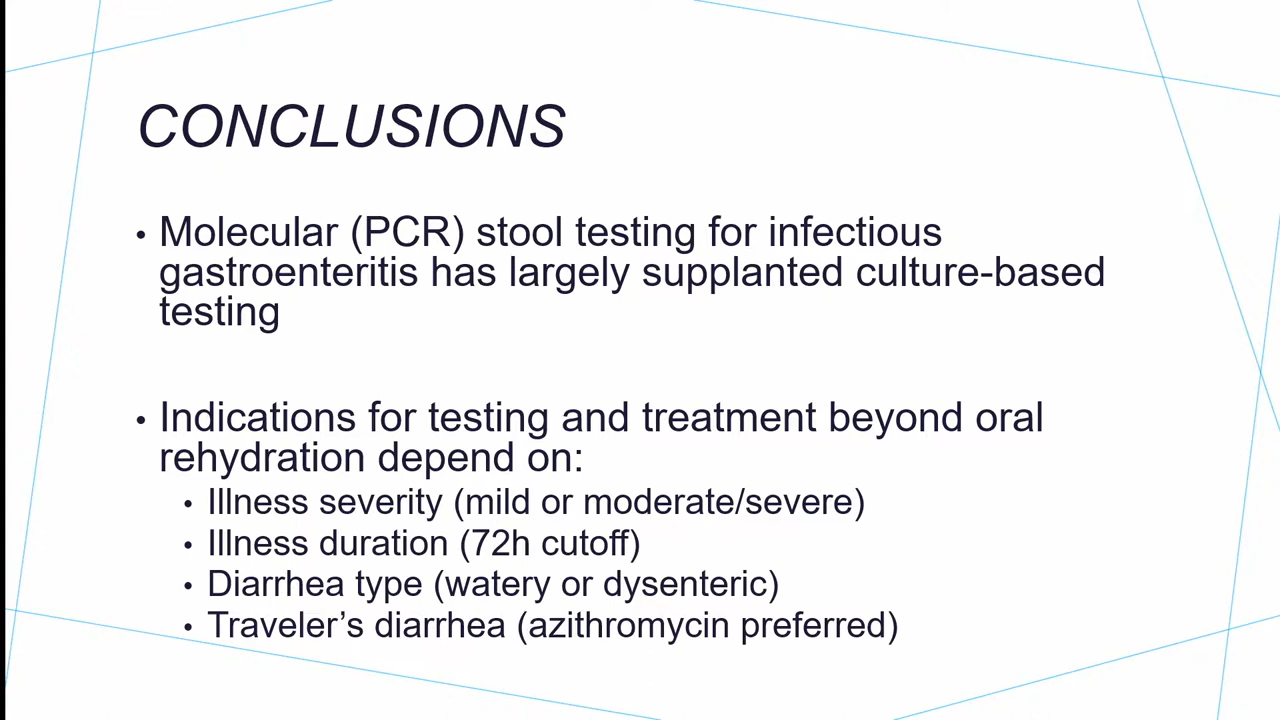 CONCLUSIONS
• Molecular (PCR) stool testing for infectious
gastroenteritis has largely supplanted culture-based
testing
• Indications for testing and treatment beyond oral
rehydration depend on:
• Illness severity (mild or moderate/severe)
• Illness duration (72h cutoff)
• Diarrhea type (watery or dysenteric)
• Traveler’s diarrhea (azithromycin preferred)